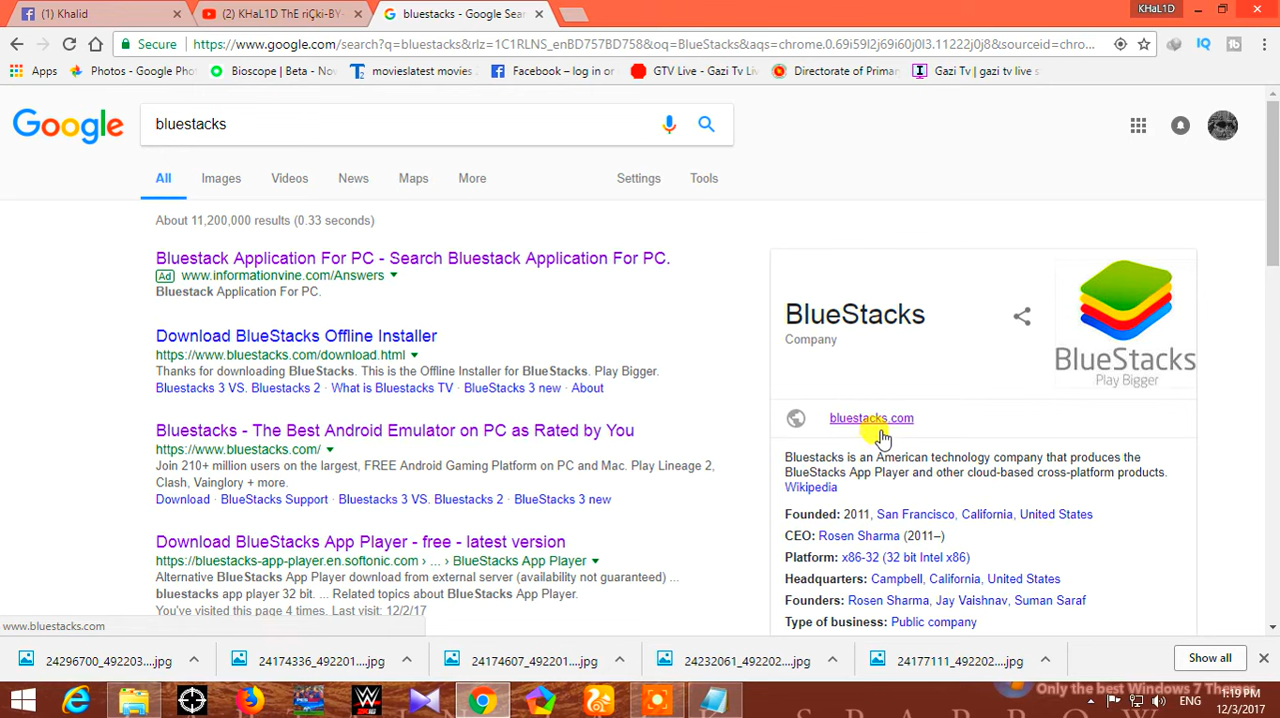 (1) Khalid
(2) KHaL1D ThE riÇki-BY-
bluestacks - Google Sear
KHaL1D
Secure
https://www.google.com/search?q=bluestacks&rlz=1C1RLNS_enBD757BD758&oq=BlueStacks&aqs=chrome.0.69i59l2j69i60j0l3.11222j0j8&sourceid=chro...
Apps
Photos - Google Pho
Bioscope | Beta - No
movieslatest movies
Facebook – log in or
GTV Live - Gazi Tv Li
Directorate of Primar
Gazi Tv | gazi tv live s
Google
bluestacks
All
Images
Videos
News
Maps
More
Settings
Tools
About 11,200,000 results (0.33 seconds)
Bluestack Application For PC - Search Bluestack Application For PC.
Ad www.informationvine.com/Answers
Bluestack Application For PC.
Download BlueStacks Offline Installer
https://www.bluestacks.com/download.html
Thanks for downloading BlueStacks. This is the Offline Installer for BlueStacks. Play Bigger.
Bluestacks 3 VS. Bluestacks 2 · What is Bluestacks TV · BlueStacks 3 new · About
Bluestacks - The Best Android Emulator on PC as Rated by You
https://www.bluestacks.com/
Join 210+ million users on the largest, FREE Android Gaming Platform on PC and Mac. Play Lineage 2,
Clash, Vainglory + more.
Download · BlueStacks Support · Bluestacks 3 VS. Bluestacks 2 · BlueStacks 3 new
Download BlueStacks App Player - free - latest version
https://bluestacks-app-player.en.softonic.com › ... › BlueStacks App Player
Alternative BlueStacks App Player download from external server (availability not guaranteed) ...
bluestacks app player 32 bit. ... Related topics about BlueStacks App Player.
You've visited this page 4 times. Last visit: 12/2/17
BlueStacks
Company
BlueStacks
Play Bigger
bluestacks.com
Bluestacks is an American technology company that produces the
BlueStacks App Player and other cloud-based cross-platform products.
Wikipedia
Founded: 2011, San Francisco, California, United States
CEO: Rosen Sharma (2011–)
Platform: x86-32 (32 bit Intel x86)
Headquarters: Campbell, California, United States
Founders: Rosen Sharma, Jay Vaishnav, Suman Saraf
Type of business: Public company
www.bluestacks.com
24296700_492203....jpg
24174336_492201....jpg
24174607_492201....jpg
24232061_492202....jpg
24177111_492202....jpg
Show all
Only the best Windows 7 Themes
ENG
1:19 PM
12/3/2017